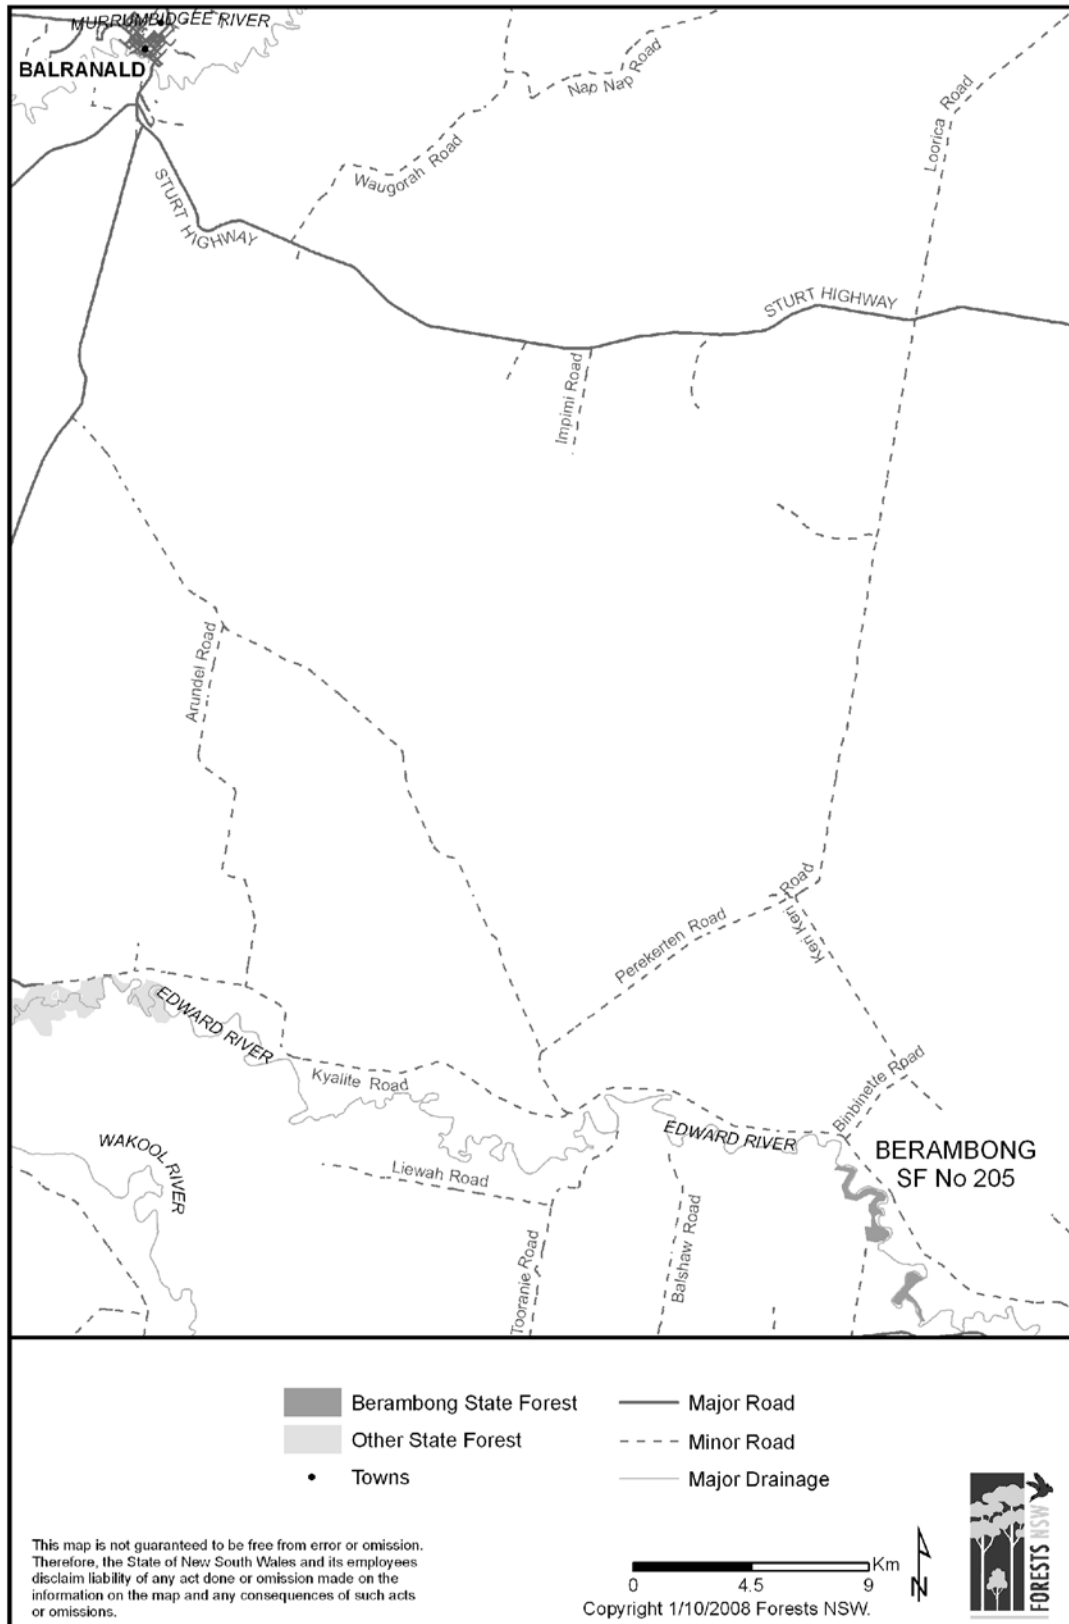 MURRUMBIDGEE RIVER
BALRANALD
Nap Nap Road
Loorica Road
Waugorah Road
STURT HIGHWAY
STURT HIGHWAY
Impimi Road
Arundel Road
Perekerten Road
Keri Keri Road
EDWARD RIVER
Kyalite Road
Binbinette Road
EDWARD RIVER
BERAMBONG
SF No 205
WAKOOL RIVER
Liewah Road
Tooranie Road
Balshaw Road
Berambong State Forest
Major Road
Other State Forest
Minor Road
Towns
Major Drainage
This map is not guaranteed to be free from error or omission.
Therefore, the State of New South Wales and its employees
disclaim liability of any act done or omission made on the
information on the map and any consequences of such acts
or omissions.
Km
0 4.5 9
N
Copyright 1/10/2008 Forests NSW.
FORESTS NSW